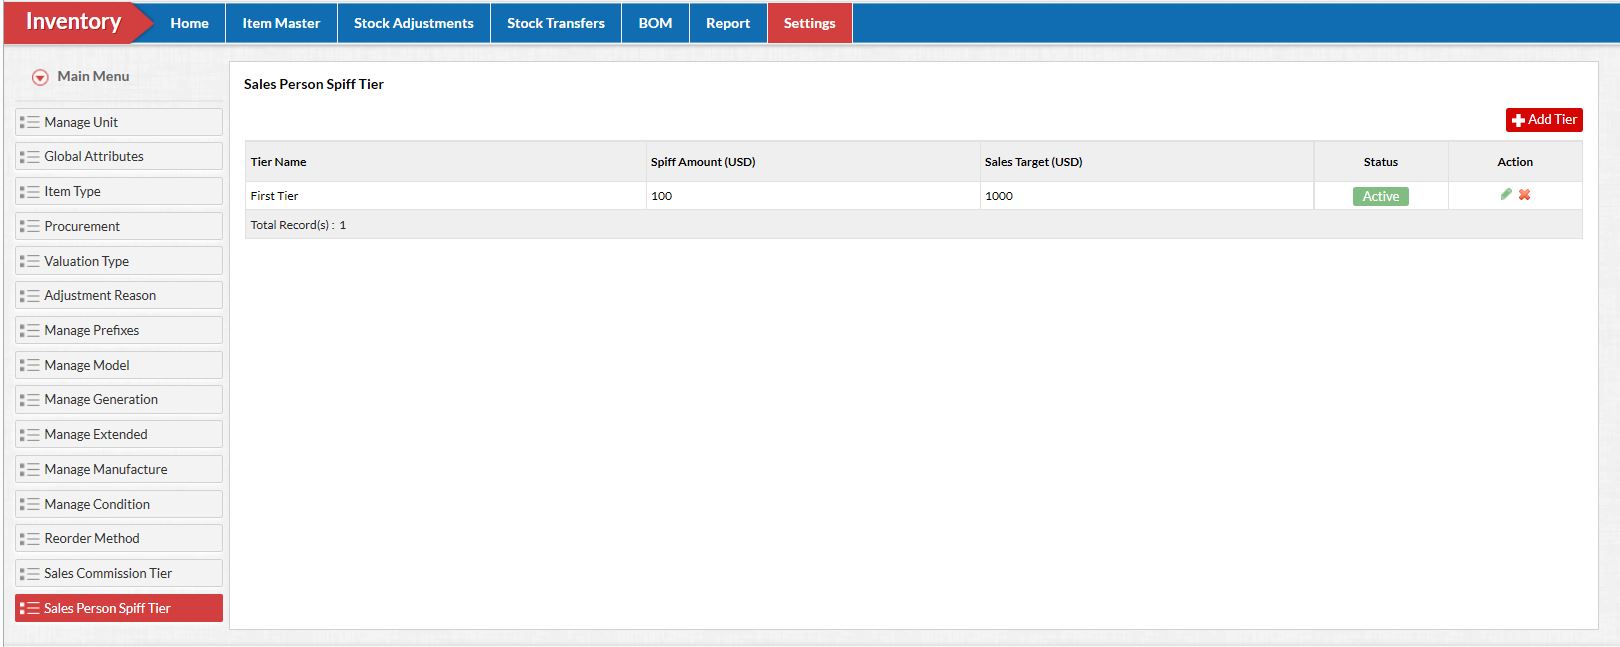 Inventory Home Item Master Stock Adjustments Stock Transfers BOM Report Settings
Main Menu
Manage Unit
Global Attributes
Item Type
Procurement
Valuation Type
Adjustment Reason
Manage Prefixes
Manage Model
Manage Generation
Manage Extended
Manage Manufacture
Manage Condition
Reorder Method
Sales Commission Tier
Sales Person Spiff Tier
Sales Person Spiff Tier
Add Tier
Tier Name Spiff Amount (USD) Sales Target (USD) Status Action
First Tier 100 1000 Active
Total Record(s) : 1